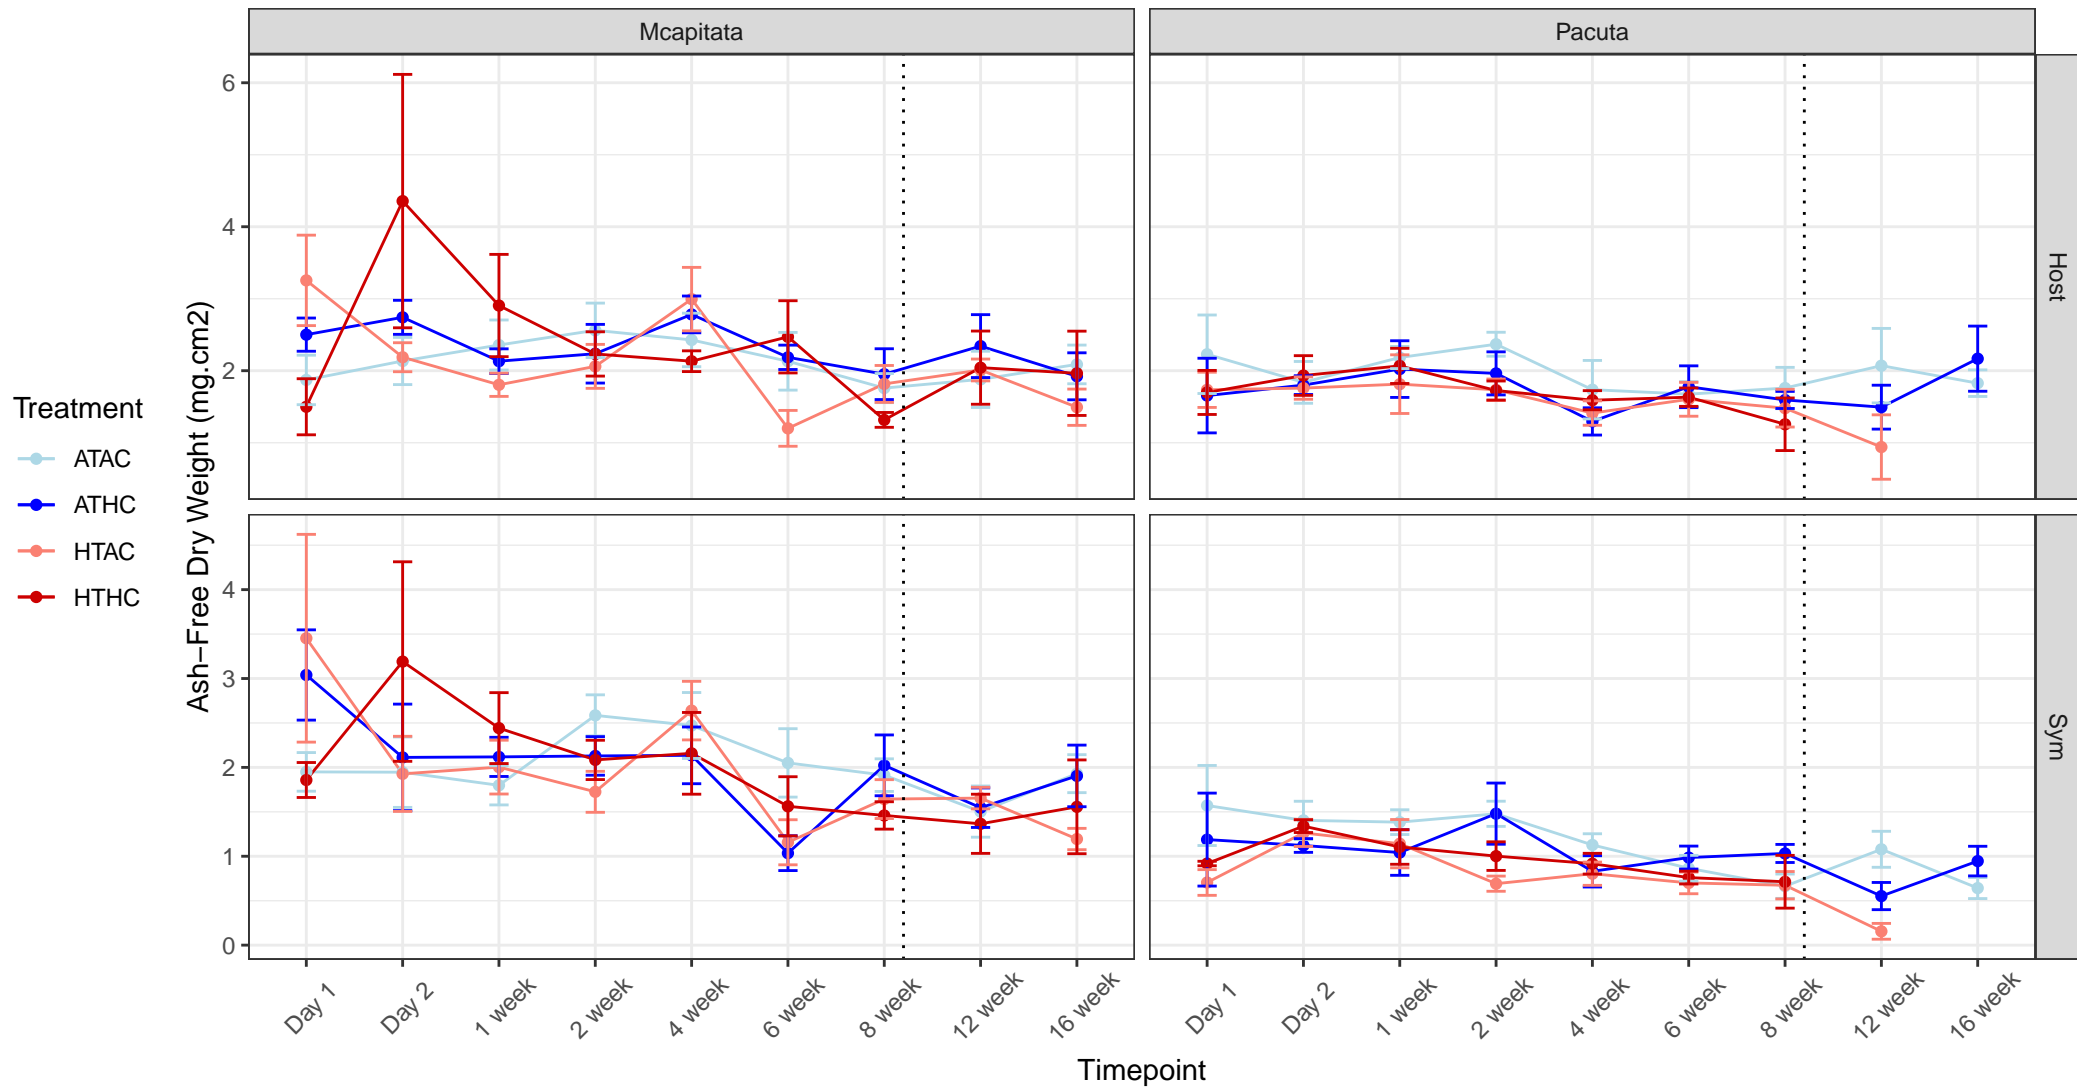 Mcapitata
Pacuta
6
4
2
Host
4
3
2
1
0
Sym
Ash−Free Dry Weight (mg.cm2)
Treatment
ATAC
ATHC
HTAC
HTHC
Day 1
Day 2
1 week
2 week
4 week
6 week
8 week
12 week
16 week
Day 1
Day 2
1 week
2 week
4 week
6 week
8 week
12 week
16 week
Timepoint